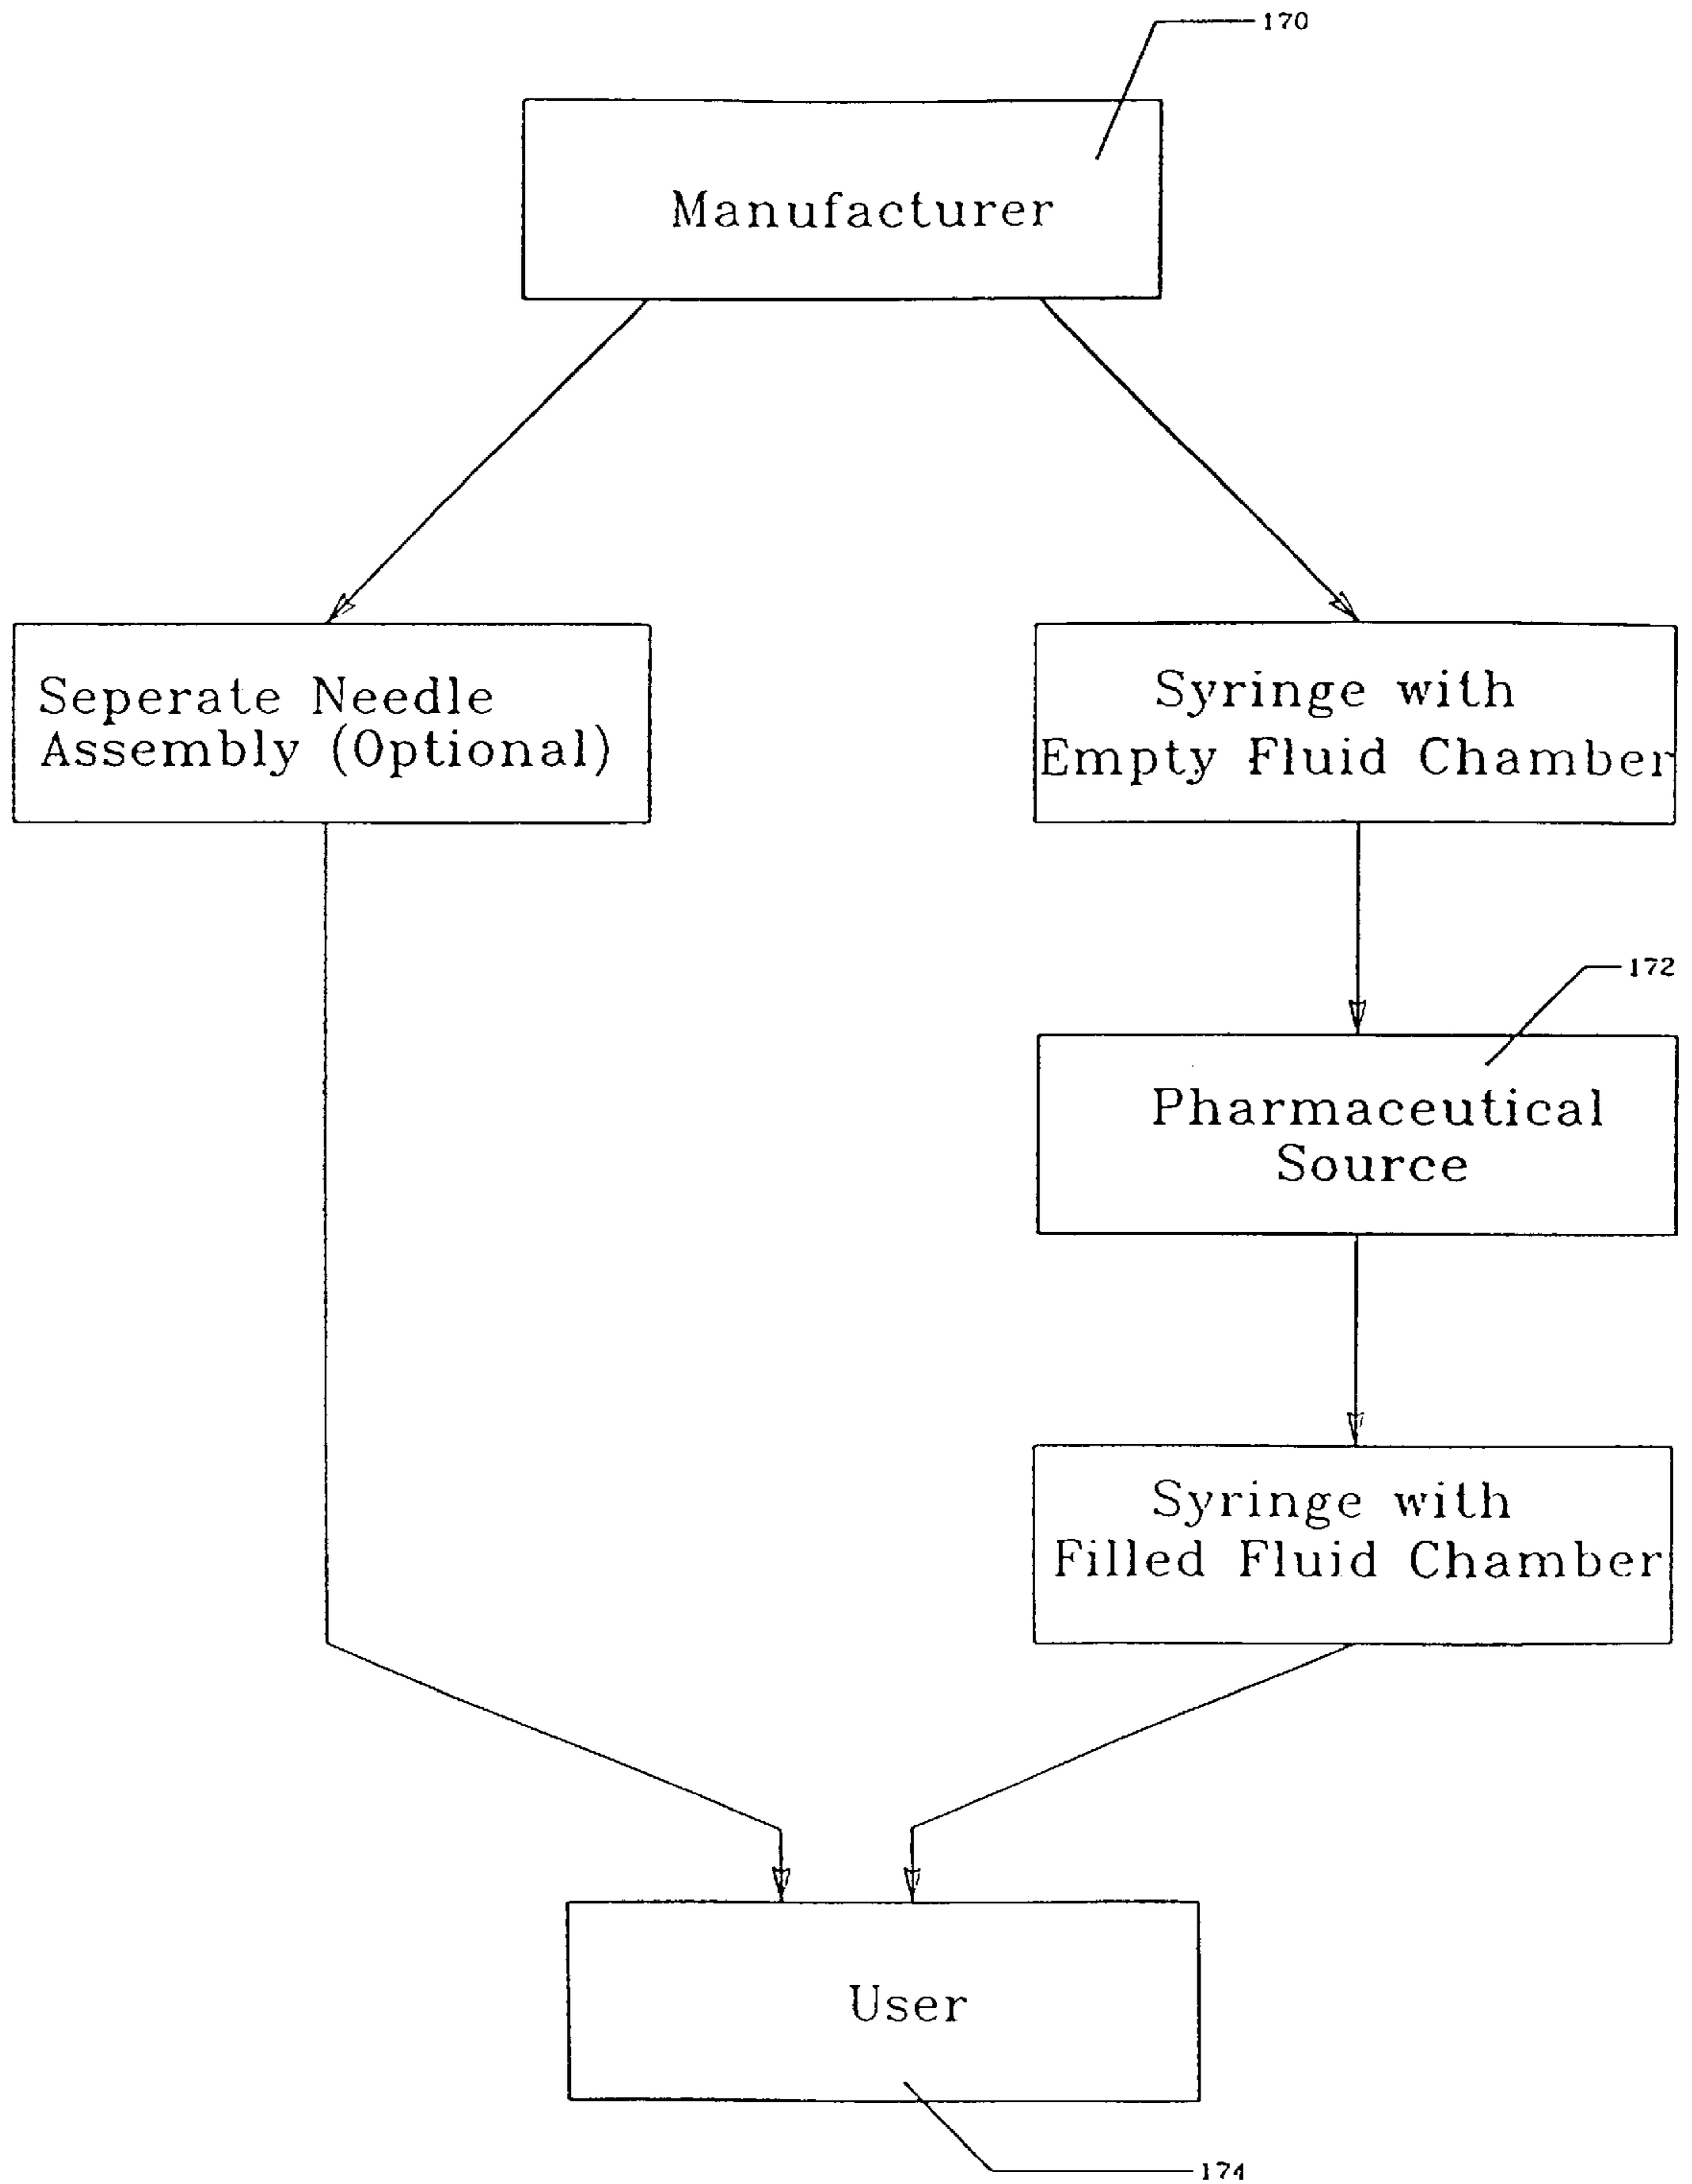 170
Manufacturer
Seperate Needle
Assembly (Optional)
Syringe with
Empty Fluid Chamber
172
Pharmaceutical
Source
Syringe with
Filled Fluid Chamber
User
174